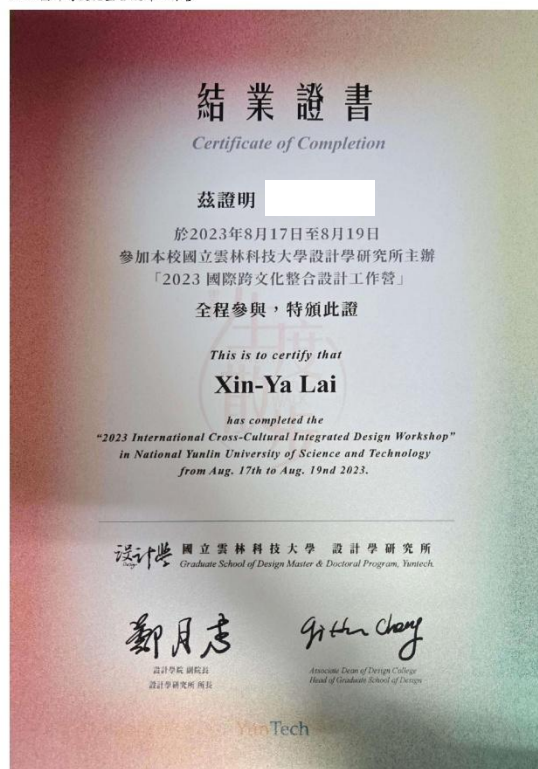 結業證書
Certificate of Completion
茲證明
於2023年8月17日至8月19日
參加本校國立雲林科技大學設計學研究所主辦
「2023 國際跨文化整合設計工作營」
全程參與，特頒此證
This is to certify that
Xin-Ya Lai
has completed the
"2023 International Cross-Cultural Integrated Design Workshop"
in National Yunlin University of Science and Technology
from Aug. 17th to Aug. 19nd 2023.
設計學 國立雲林科技大學 設計學研究所
Graduate School of Design Master & Doctoral Program, Yuntech.
設計學院 副院長
設計學研究所 所長
Associate Dean of Design College
Head of Graduate School of Design
YunTech